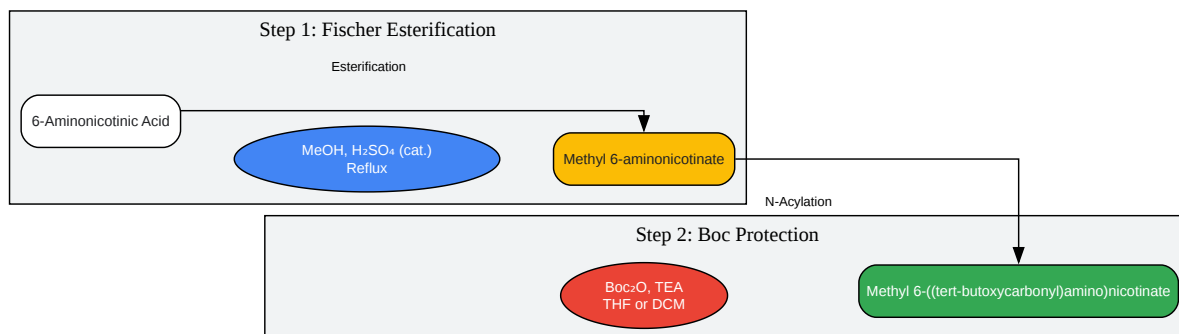 Step 1: Fischer Esterification
Esterification
6-Aminonicotinic Acid
MeOH, H₂SO₄ (cat.)
Reflux
Methyl 6-aminonicotinate
N-Acylation
Step 2: Boc Protection
Boc₂O, TEA
THF or DCM
Methyl 6-((tert-butoxycarbonyl)amino)nicotinate